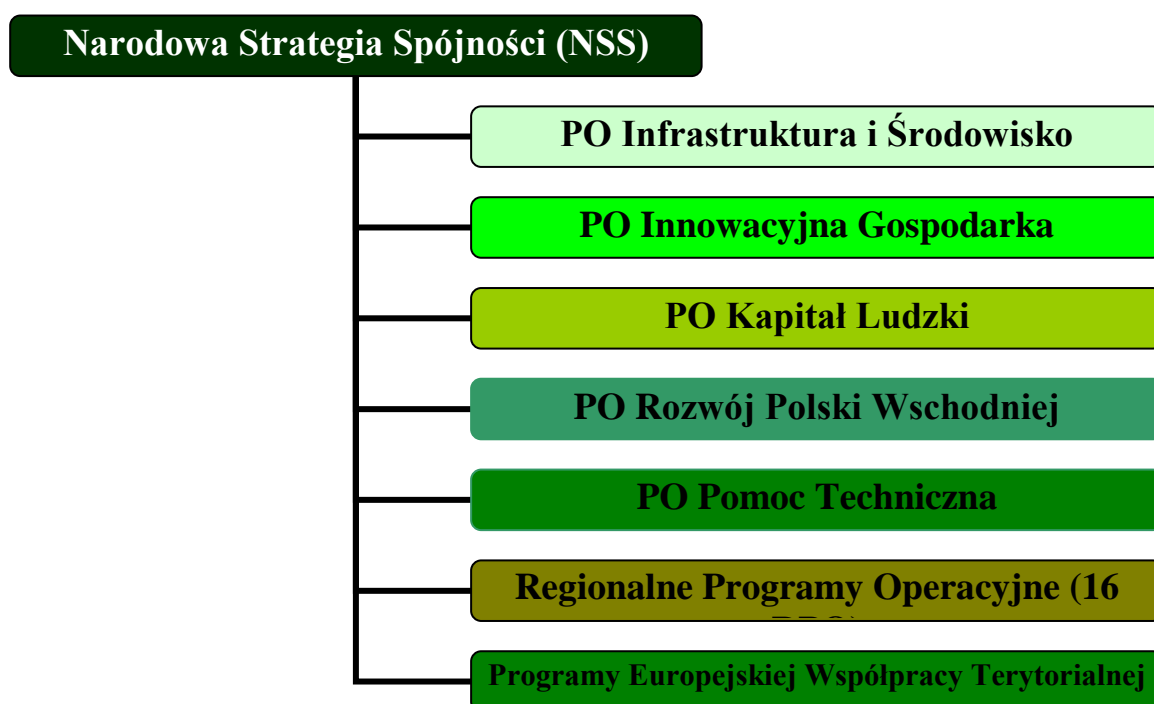 Narodowa Strategia Spójności (NSS)
PO Infrastruktura i Środowisko
PO Innowacyjna Gospodarka
PO Kapitał Ludzki
PO Rozwój Polski Wschodniej
PO Pomoc Techniczna
Regionalne Programy Operacyjne (16
Programy Europejskiej Współpracy Terytorialnej